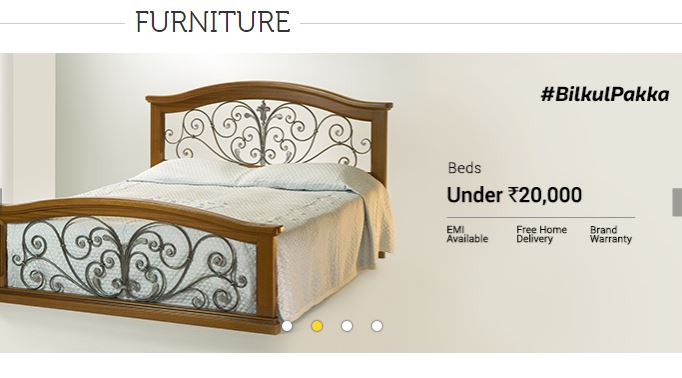 FURNITURE
#BilkulPakka
Beds
Under ₹20,000
EMI
Available
Free Home
Delivery
Brand
Warranty